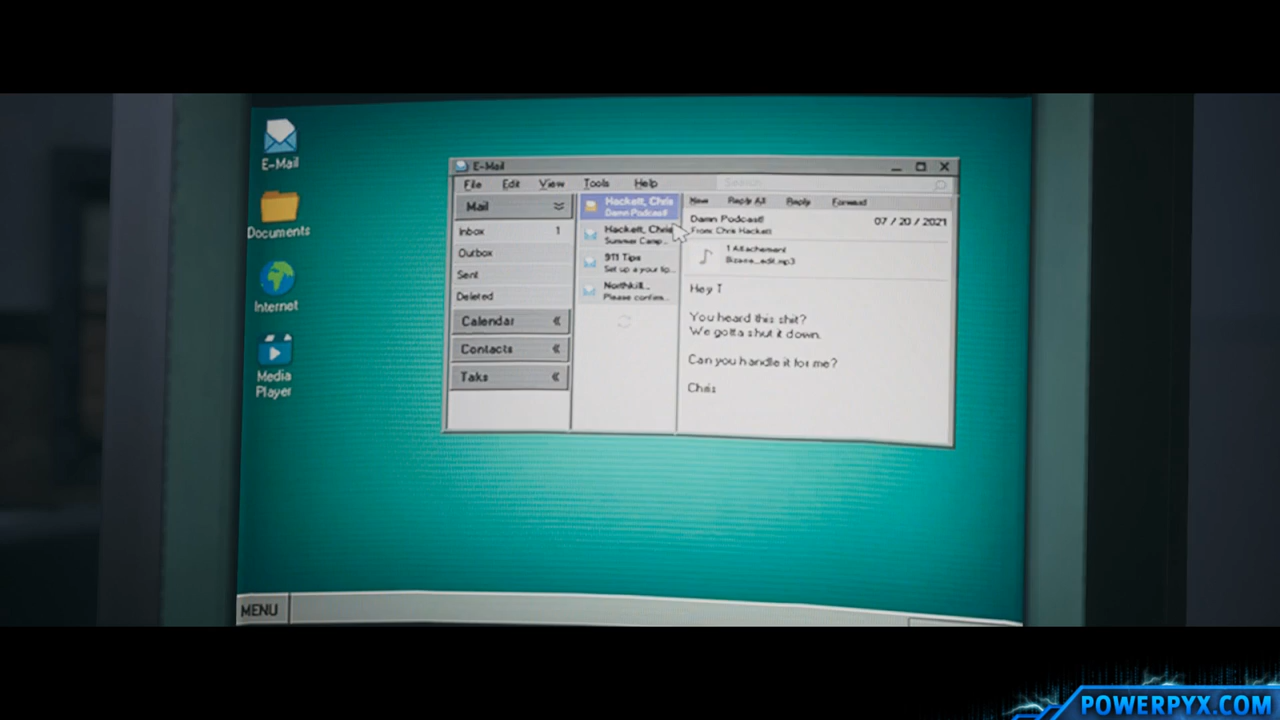 E-Mail
Documents
Internet
Media
Player
E-Mail
File Edit View Tools Help
Search
Mail
Inbox 1
Outbox
Sent
Deleted
Calendar
Contacts
Taks
Hackett, Chris
Damn Podcast!
Hackett, Chris
Summer Camp...
911 Tips
Set up a your tip...
Northkill...
Please confirm...
New Reply All Reply Forward
Damn Podcast! 07 / 20 / 2021
From: Chris Hackett
1 Attachement
Bizare_edit.mp3
Hey T
You heard this shit?
We gotta shut it down.
Can you handle it for me?
Chris
MENU
POWERPYX.COM